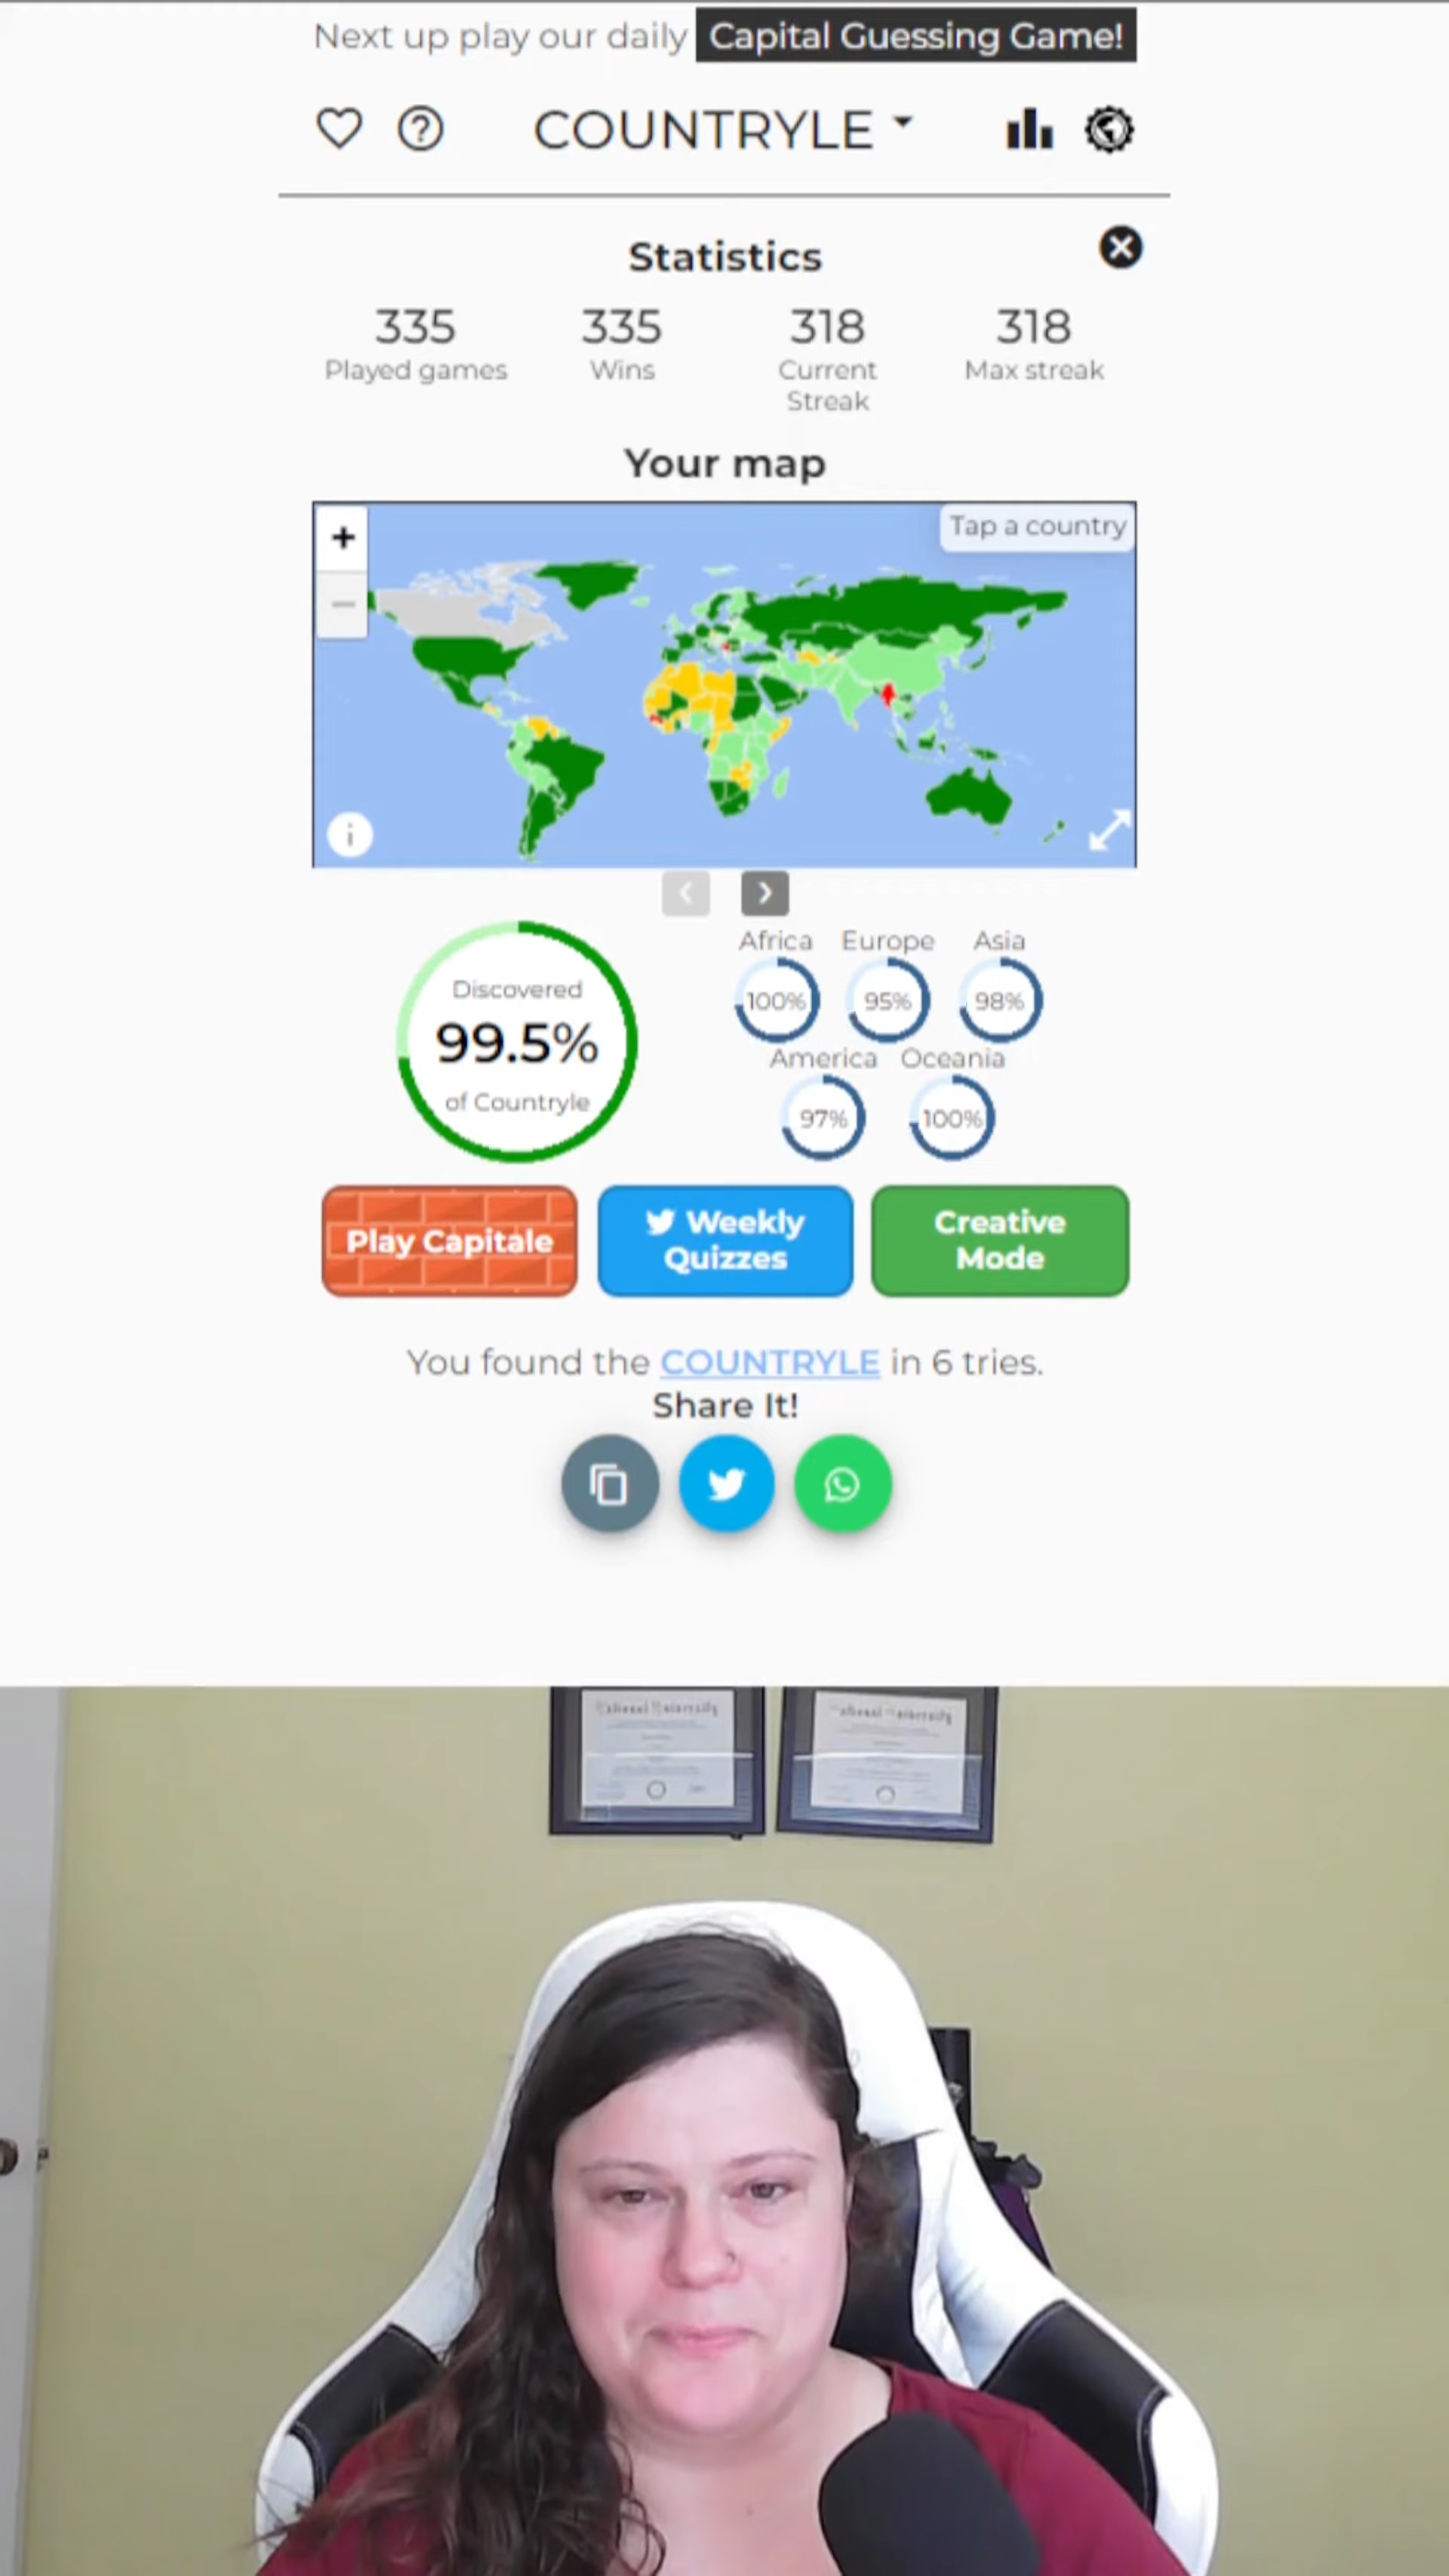 Next up play our daily Capital Guessing Game!
COUNTRYLE
Statistics
335 335 318 318
Played games Wins Current Streak Max streak
Your map
+ Tap a country
−
i
Africa Europe Asia
Discovered
100% 95% 98%
99.5%
America Oceania
of Countryle
97% 100%
Play Capitale
Weekly Quizzes
Creative Mode
You found the COUNTRYLE in 6 tries.
Share It!